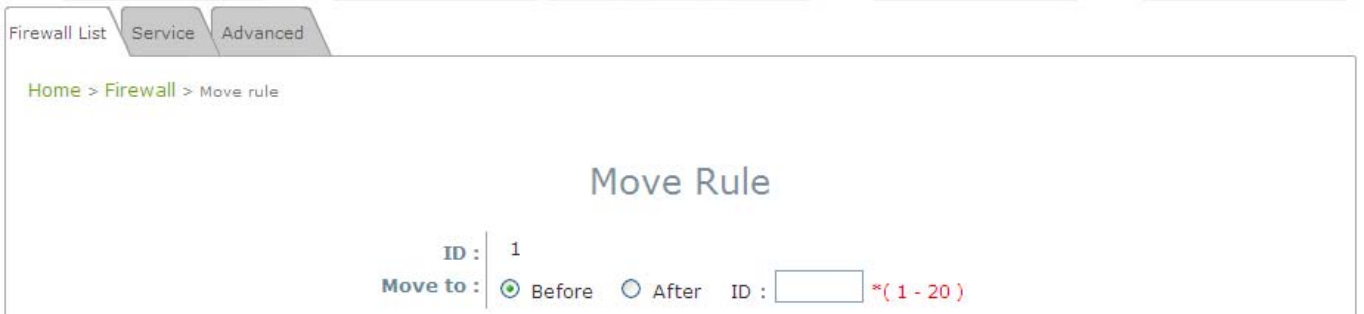 Firewall List Service Advanced
Home > Firewall > Move rule
Move Rule
ID : 1
Move to : Before After ID : *( 1 - 20 )